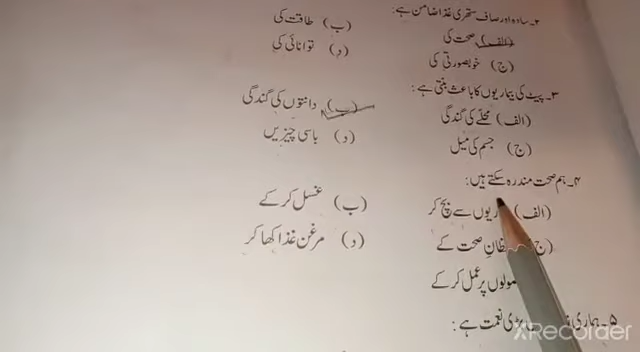 ۲۔ سادہ اور صاف ستھری غذا ضامن ہے:
(الف) صحت کی (ب) طاقت کی
(ج) خوبصورتی کی (د) توانائی کی
۳۔ پیٹ کی بیماریوں کا باعث بنتی ہے:
(الف) محلے کی گندگی (ب) دانتوں کی گندگی
(ج) جسم کی میل (د) باسی چیزیں
۴۔ ہم صحت مند رہ سکتے ہیں:
(الف) ریوں سے بچ کر (ب) غسل کر کے
(ج) ظانِ صحت کے (د) مرغن غذا کھا کر
صولوں پر عمل کر کے
۵۔ ہماری بڑی نعمت ہے:
XRecorder